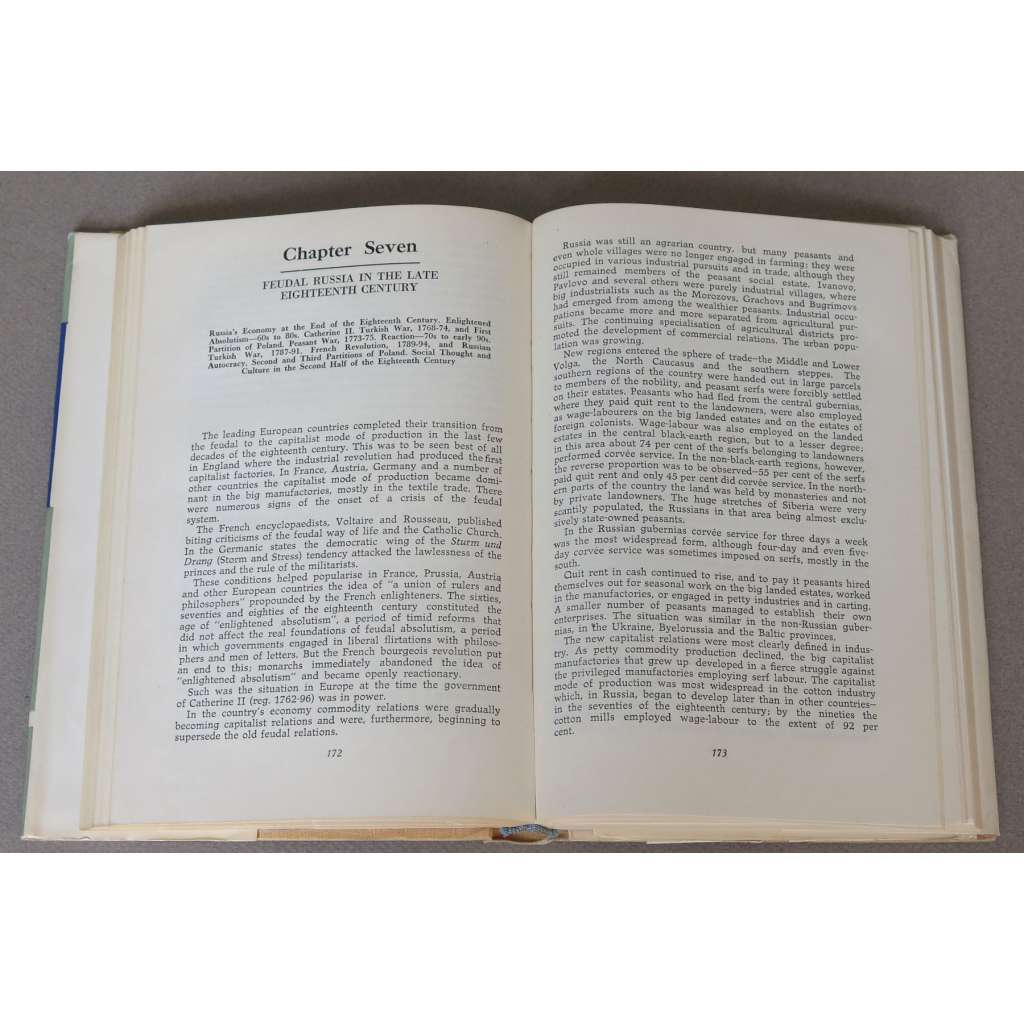 Chapter Seven
FEUDAL RUSSIA IN THE LATE
EIGHTEENTH CENTURY
Russia's Economy at the End of the Eighteenth Century. Enlightened
Absolutism—60s to 80s. Catherine II. Turkish War, 1768-74, and First
Partition of Poland. Peasant War, 1773-75. Reaction—70s to early 90s.
Turkish War, 1787-91. French Revolution, 1789-94, and Russian
Autocracy. Second and Third Partitions of Poland. Social Thought and
Culture in the Second Half of the Eighteenth Century
The leading European countries completed their transition from
the feudal to the capitalist mode of production in the last few
decades of the eighteenth century. This was to be seen best of all
in England where the industrial revolution had produced the first
capitalist factories. In France, Austria, Germany and a number of
other countries the capitalist mode of production became domi-
nant in the big manufactories, mostly in the textile trade. There
were numerous signs of the onset of a crisis of the feudal
system.
The French encyclopaedists, Voltaire and Rousseau, published
biting criticisms of the feudal way of life and the Catholic Church.
In the Germanic states the democratic wing of the Sturm und
Drang (Storm and Stress) tendency attacked the lawlessness of the
princes and the rule of the militarists.
These conditions helped popularise in France, Prussia, Austria
and other European countries the idea of "a union of rulers and
philosophers" propounded by the French enlighteners. The sixties,
seventies and eighties of the eighteenth century constituted the
age of "enlightened absolutism", a period of timid reforms that
did not affect the real foundations of feudal absolutism, a period
in which governments engaged in liberal flirtations with philoso-
phers and men of letters. But the French bourgeois revolution put
an end to this; monarchs immediately abandoned the idea of
"enlightened absolutism" and became openly reactionary.
Such was the situation in Europe at the time the government
of Catherine II (reg. 1762-96) was in power.
In the country's economy commodity relations were gradually
becoming capitalist relations and were, furthermore, beginning to
supersede the old feudal relations.
172
Russia was still an agrarian country, but many peasants and
even whole villages were no longer engaged in farming; they were
occupied in various industrial pursuits and in trade, although they
still remained members of the peasant social estate. Ivanovo,
Pavlovo and several others were purely industrial villages, where
big industrialists such as the Morozovs, Grachovs and Bugrimovs
had emerged from among the wealthier peasants. Industrial occu-
pations became more and more separated from agricultural pur-
suits. The continuing specialisation of agricultural districts pro-
moted the development of commercial relations. The urban popu-
lation was growing.
New regions entered the sphere of trade—the Middle and Lower
Volga, the North Caucasus and the southern steppes. The
southern regions of the country were handed out in large parcels
to members of the nobility, and peasant serfs were forcibly settled
on their estates. Peasants who had fled from the central gubernias,
where they paid quit rent to the landowners, were also employed
as wage-labourers on the big landed estates and on the estates of
foreign colonists. Wage-labour was also employed on the landed
estates in the central black-earth region, but to a lesser degree;
in this area about 74 per cent of the serfs belonging to landowners
performed corvée service. In the non-black-earth regions, however,
the reverse proportion was to be observed—55 per cent of the serfs
paid quit rent and only 45 per cent did corvée service. In the north-
ern parts of the country the land was held by monasteries and not
by private landowners. The huge stretches of Siberia were very
scantily populated, the Russians in that area being almost exclu-
sively state-owned peasants.
In the Russian gubernias corvée service for three days a week
was the most widespread form, although four-day and even five-
day corvée service was sometimes imposed on serfs, mostly in the
south.
Quit rent in cash continued to rise, and to pay it peasants hired
themselves out for seasonal work on the big landed estates, worked
in the manufactories, or engaged in petty industries and in carting.
A smaller number of peasants managed to establish their own
enterprises. The situation was similar in the non-Russian guber-
nias, in the Ukraine, Byelorussia and the Baltic provinces.
The new capitalist relations were most clearly defined in indus-
try. As petty commodity production declined, the big capitalist
manufactories that grew up developed in a fierce struggle against
the privileged manufactories employing serf labour. The capitalist
mode of production was most widespread in the cotton industry
which, in Russia, began to develop later than in other countries—
in the seventies of the eighteenth century; by the nineties the
cotton mills employed wage-labour to the extent of 92 per
cent.
173